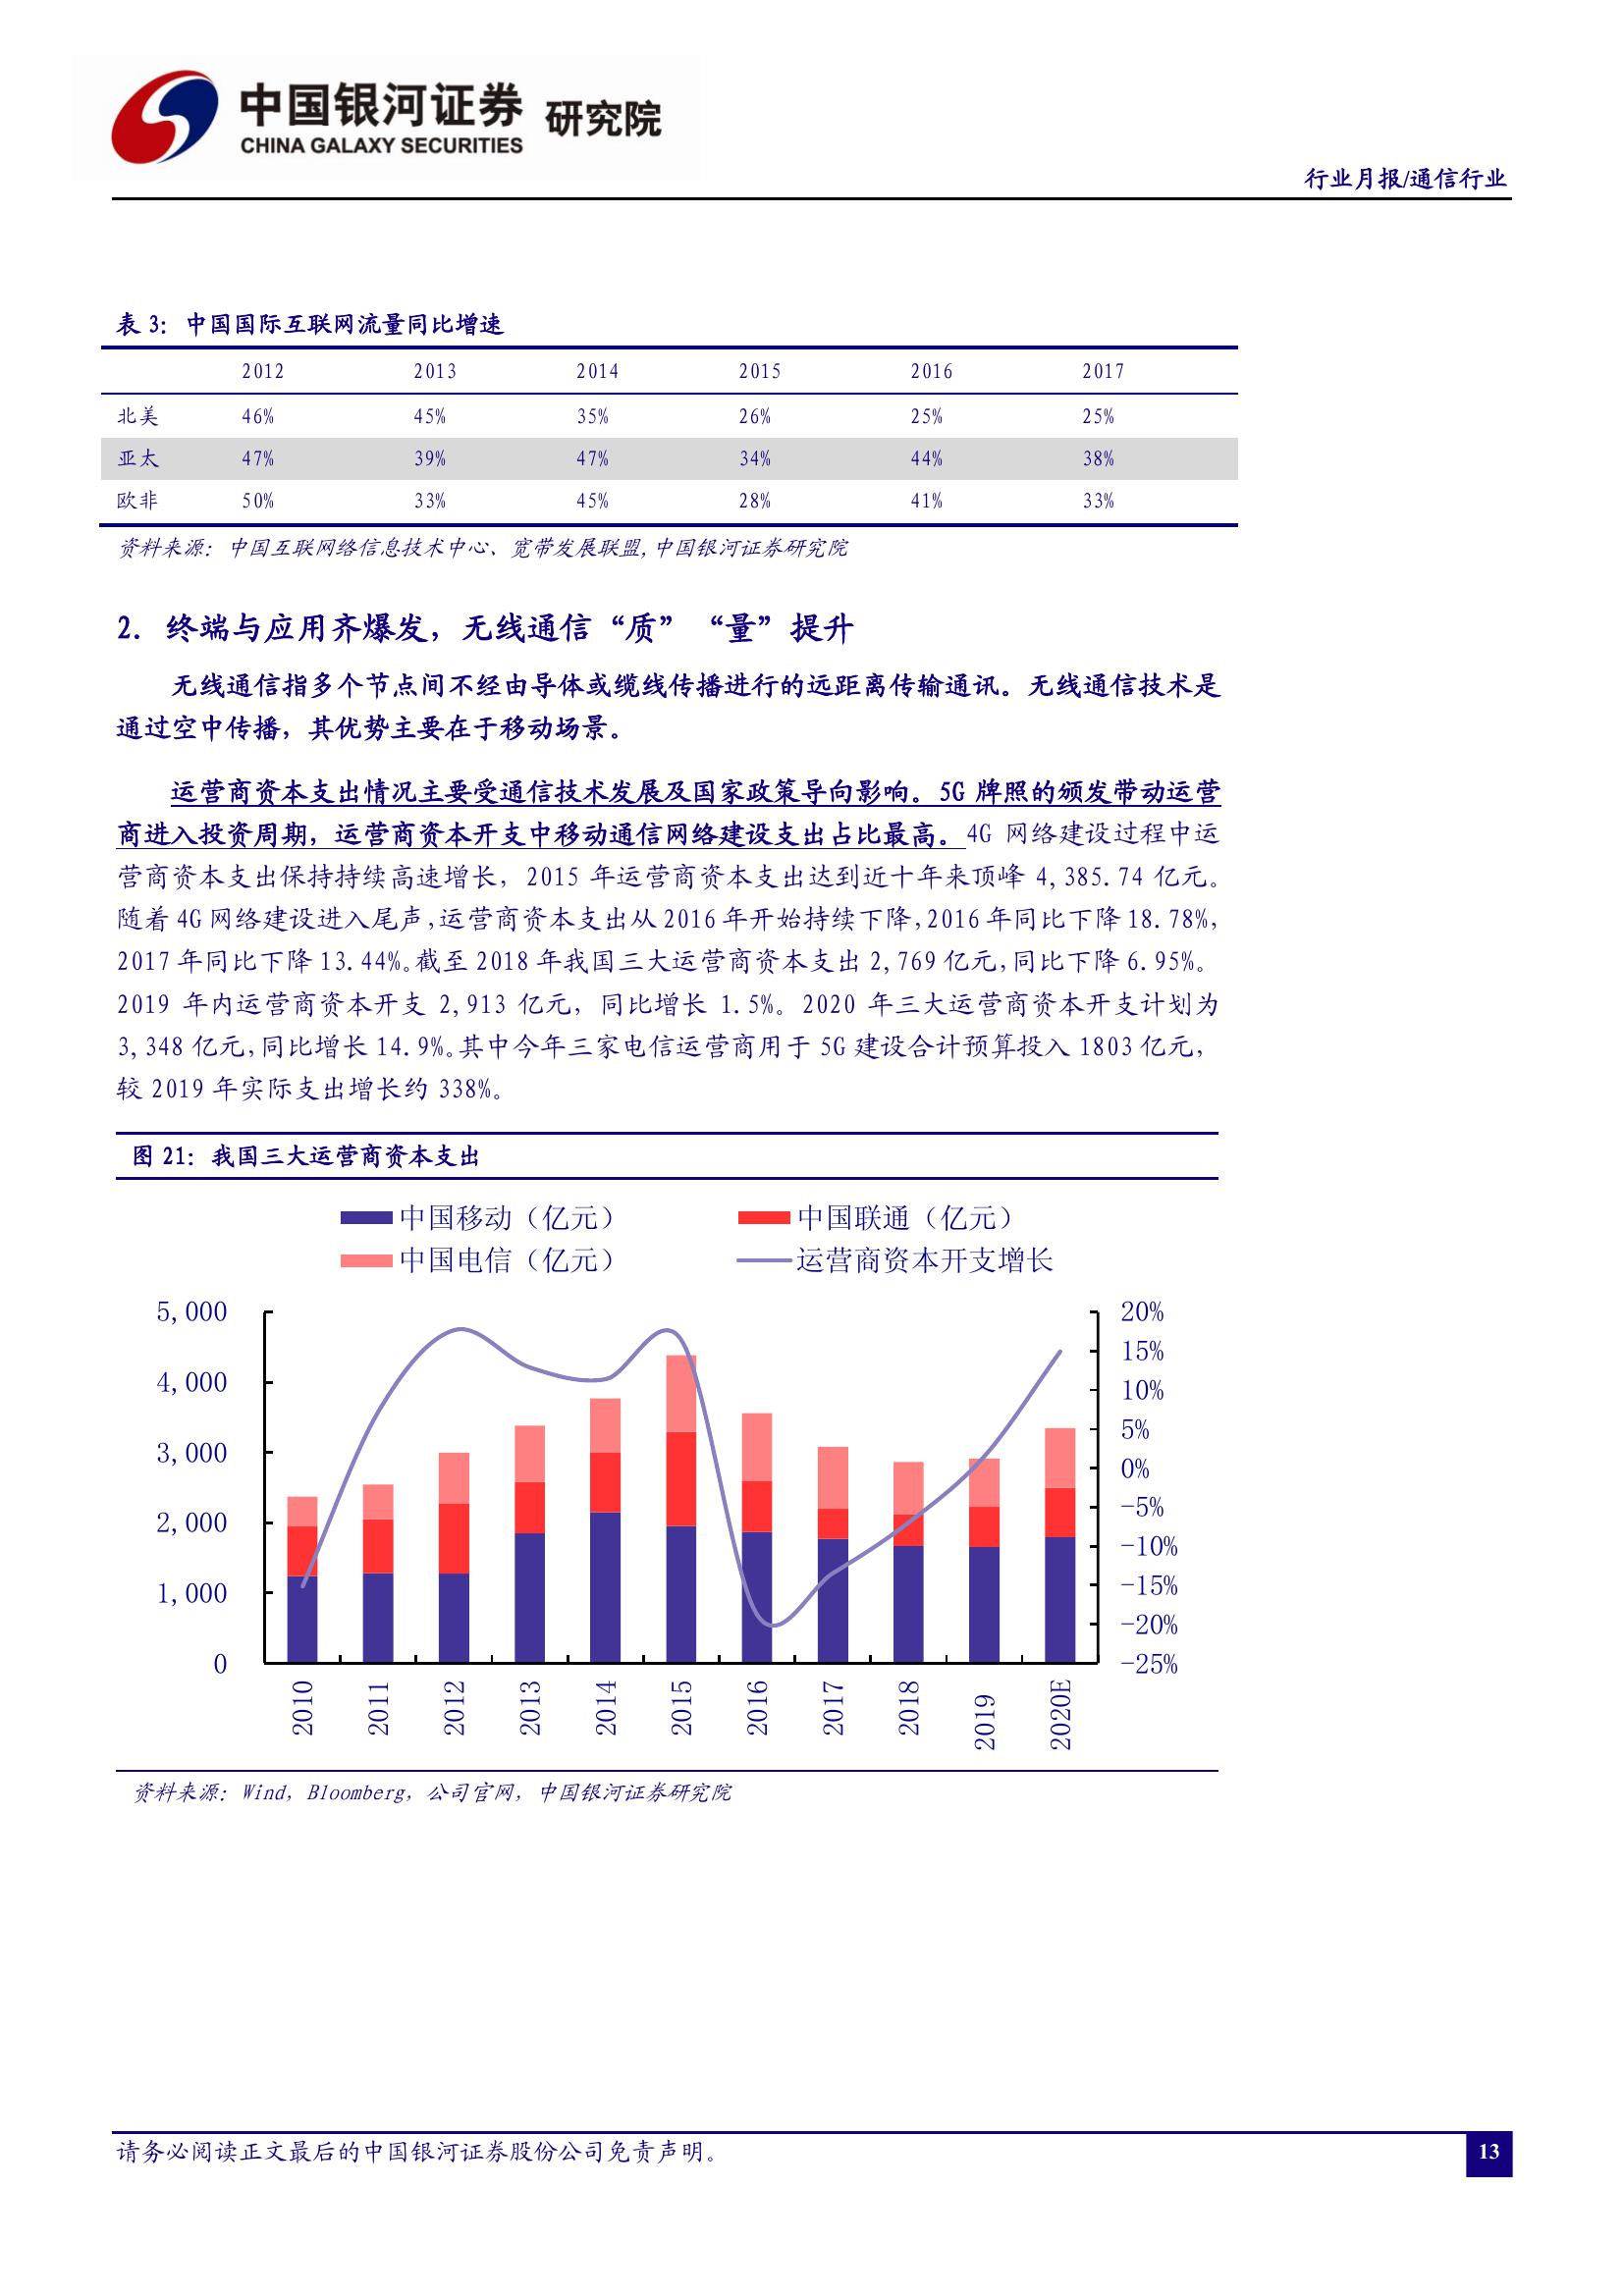 中国银河证券 研究院
CHINA GALAXY SECURITIES
行业月报/通信行业
表 3：中国国际互联网流量同比增速
2012 2013 2014 2015 2016 2017
北美 46% 45% 35% 26% 25% 25%
亚太 47% 39% 47% 34% 44% 38%
欧非 50% 33% 45% 28% 41% 33%
资料来源：中国互联网络信息技术中心、宽带发展联盟,中国银河证券研究院
2. 终端与应用齐爆发，无线通信“质”“量”提升
无线通信指多个节点间不经由导体或缆线传播进行的远距离传输通讯。无线通信技术是
通过空中传播，其优势主要在于移动场景。
运营商资本支出情况主要受通信技术发展及国家政策导向影响。5G 牌照的颁发带动运营
商进入投资周期，运营商资本开支中移动通信网络建设支出占比最高。4G 网络建设过程中运
营商资本支出保持持续高速增长，2015 年运营商资本支出达到近十年来顶峰 4,385.74 亿元。
随着 4G 网络建设进入尾声,运营商资本支出从 2016 年开始持续下降,2016 年同比下降 18.78%,
2017 年同比下降 13.44%。截至 2018 年我国三大运营商资本支出 2,769 亿元,同比下降 6.95%。
2019 年内运营商资本开支 2,913 亿元，同比增长 1.5%。2020 年三大运营商资本开支计划为
3,348 亿元,同比增长 14.9%。其中今年三家电信运营商用于 5G 建设合计预算投入 1803 亿元，
较 2019 年实际支出增长约 338%。
图 21：我国三大运营商资本支出
中国移动（亿元） 中国联通（亿元）
中国电信（亿元） 运营商资本开支增长
5,000
4,000
3,000
2,000
1,000
0
20%
15%
10%
5%
0%
-5%
-10%
-15%
-20%
-25%
2010 2011 2012 2013 2014 2015 2016 2017 2018 2019 2020E
资料来源：Wind，Bloomberg，公司官网，中国银河证券研究院
请务必阅读正文最后的中国银河证券股份公司免责声明。
13